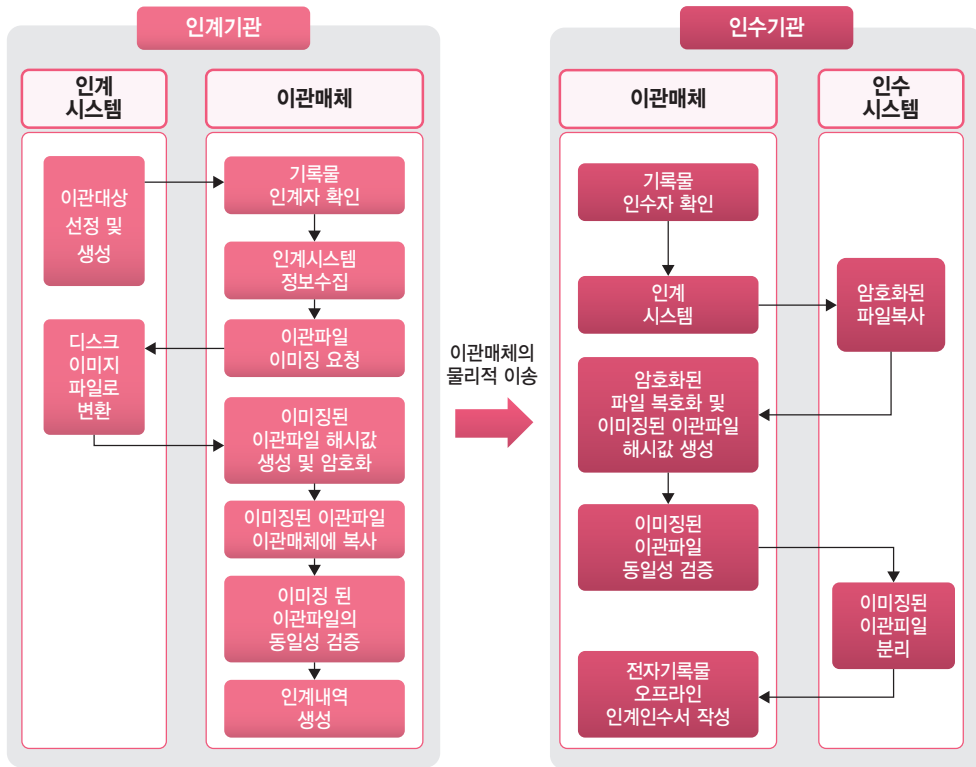 인계기관
인계
시스템
이관매체
이관대상
선정 및
생성
기록물
인계자 확인
인계시스템
정보수집
이관파일
이미징 요청
디스크
이미지
파일로
변환
이미징된
이관파일 해시값
생성 및 암호화
이미징된 이관파일
이관매체에 복사
이미징 된
이관파일의
동일성 검증
인계내역
생성
이관매체의
물리적 이송
인수기관
이관매체
인수
시스템
기록물
인수자 확인
인계
시스템
암호화된
파일복사
암호화된
파일 복호화 및
이미징된 이관파일
해시값 생성
이미징된
이관파일
동일성 검증
이미징된
이관피일
분리
전자기록물
오프라인
인계인수서 작성